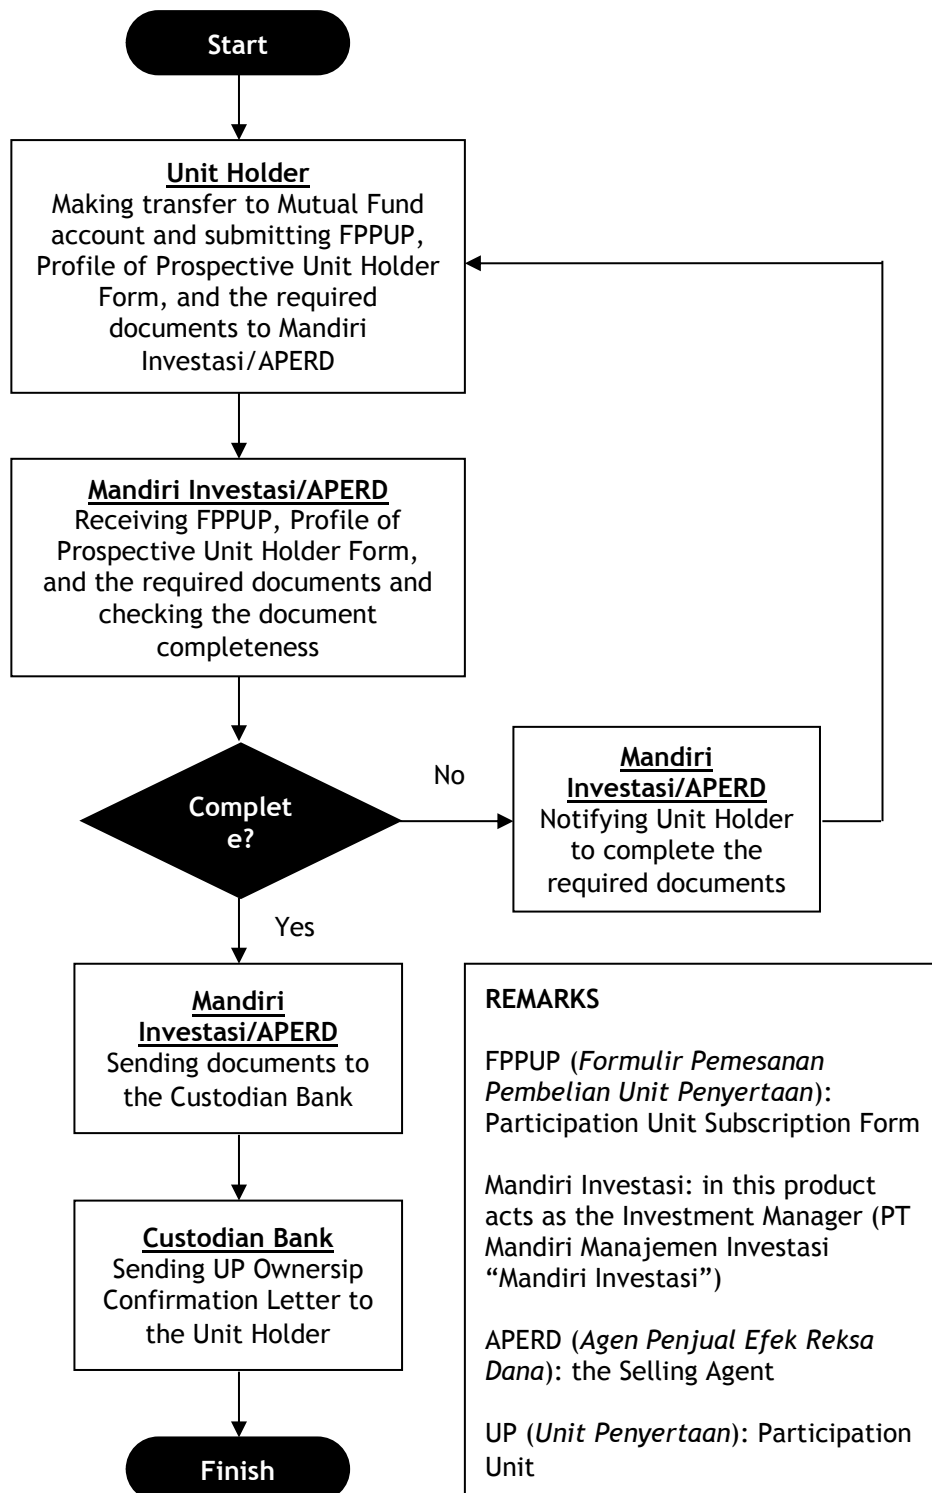 Start
Unit Holder
Making transfer to Mutual Fund
account and submitting FPPUP,
Profile of Prospective Unit Holder
Form, and the required
documents to Mandiri
Investasi/APERD
Mandiri Investasi/APERD
Receiving FPPUP, Profile of
Prospective Unit Holder Form,
and the required documents and
checking the document
completeness
Complet
e?
No
Mandiri
Investasi/APERD
Notifying Unit Holder
to complete the
required documents
Yes
Mandiri
Investasi/APERD
Sending documents to
the Custodian Bank
Custodian Bank
Sending UP Ownersip
Confirmation Letter to
the Unit Holder
Finish
REMARKS
FPPUP (Formulir Pemesanan
Pembelian Unit Penyertaan):
Participation Unit Subscription Form
Mandiri Investasi: in this product
acts as the Investment Manager (PT
Mandiri Manajemen Investasi
“Mandiri Investasi”)
APERD (Agen Penjual Efek Reksa
Dana): the Selling Agent
UP (Unit Penyertaan): Participation
Unit